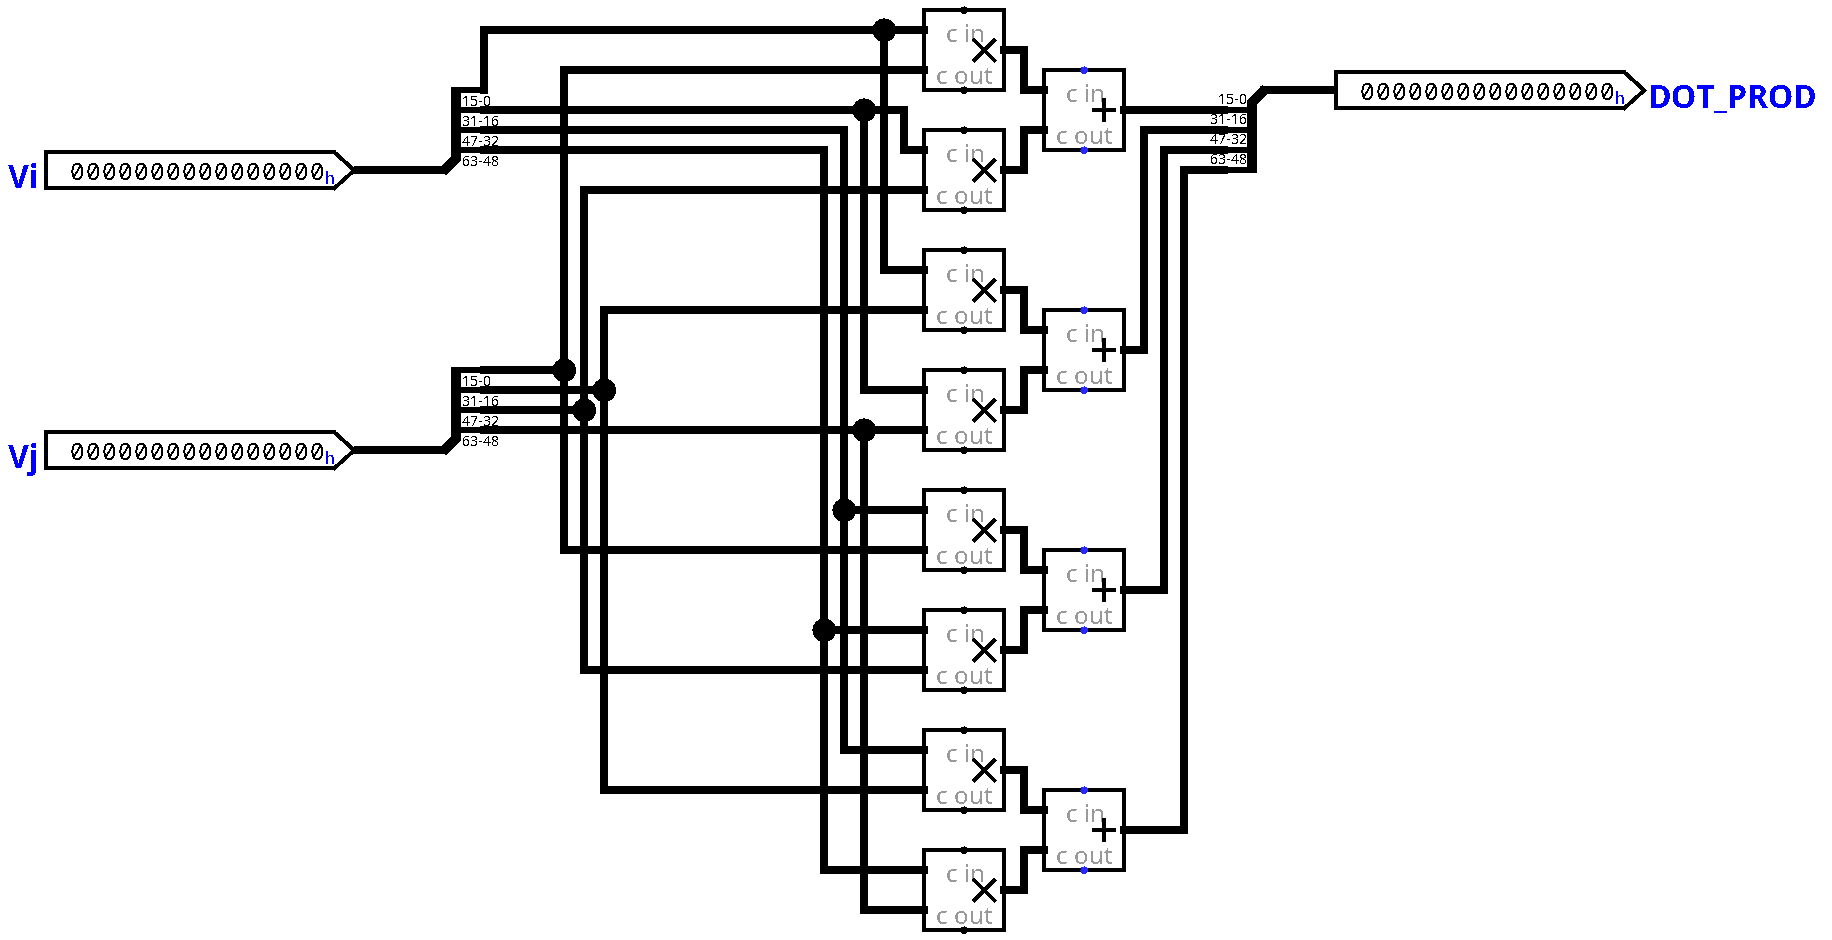 c in
c out
c in
c out
15-0
31-16
47-32
63-48
Vi 0000000000000000h
c in
c out
c in
c out
15-0
31-16
47-32
63-48
0000000000000000h DOT_PROD
c in
c out
c in
c out
c in
c out
15-0
31-16
47-32
63-48
Vj 0000000000000000h
c in
c out
c in
c out
c in
c out
c in
c out
c in
c out
c in
c out